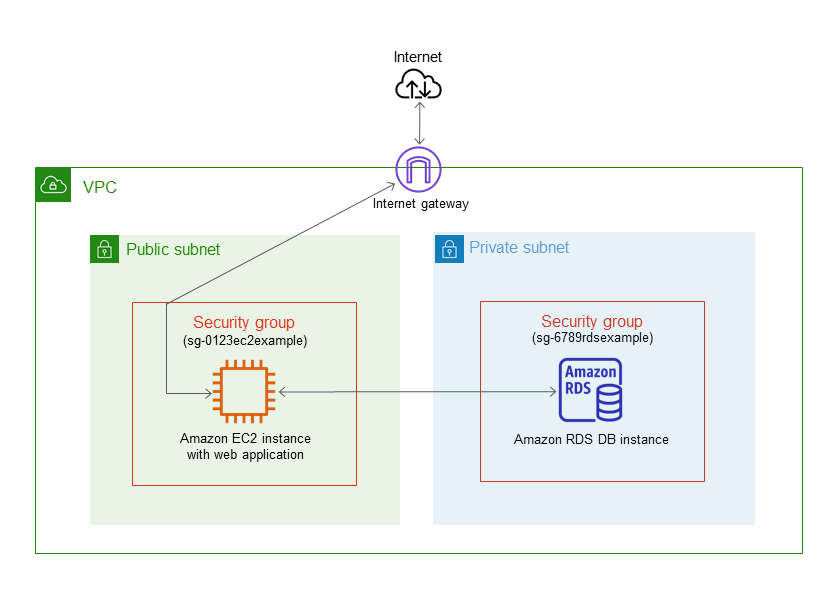 Internet
Internet gateway
VPC
Public subnet
Private subnet
Security group
(sg-0123ec2example)
Amazon EC2 instance
with web application
Security group
(sg-6789rdsexample)
Amazon
RDS
Amazon RDS DB instance